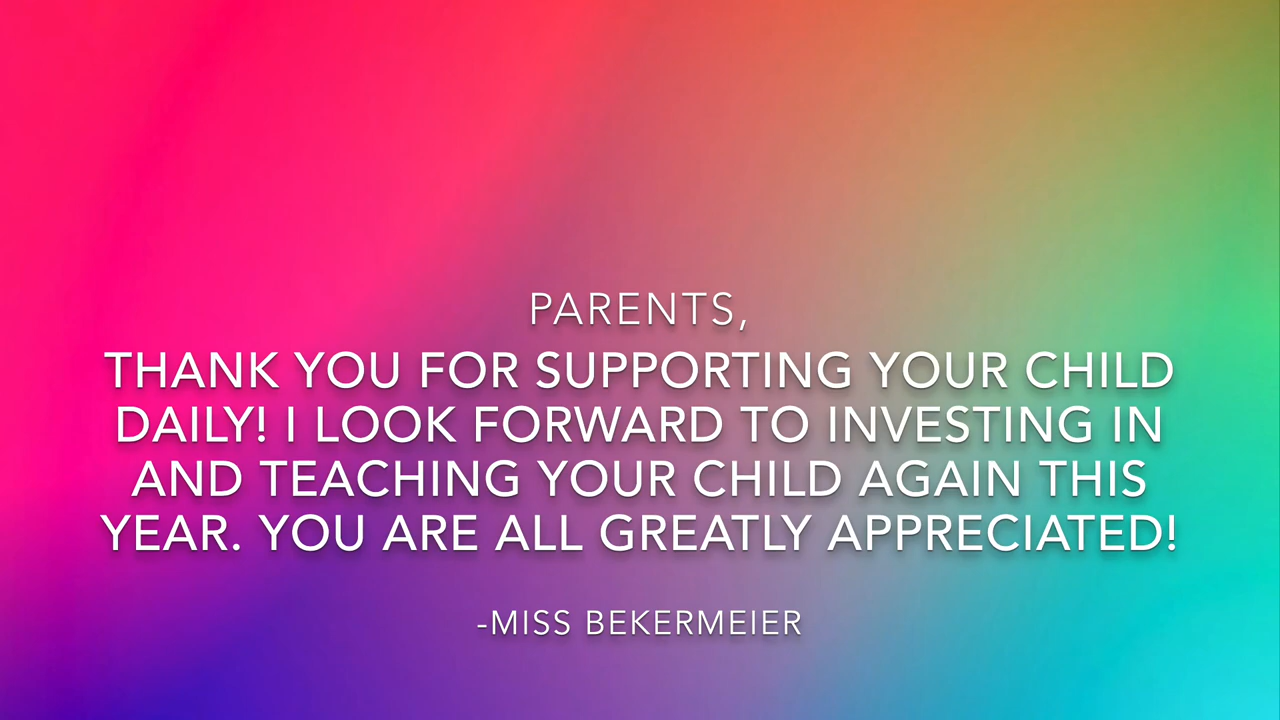 PARENTS,
THANK YOU FOR SUPPORTING YOUR CHILD
DAILY! I LOOK FORWARD TO INVESTING IN
AND TEACHING YOUR CHILD AGAIN THIS
YEAR. YOU ARE ALL GREATLY APPRECIATED!
-MISS BEKERMEIER